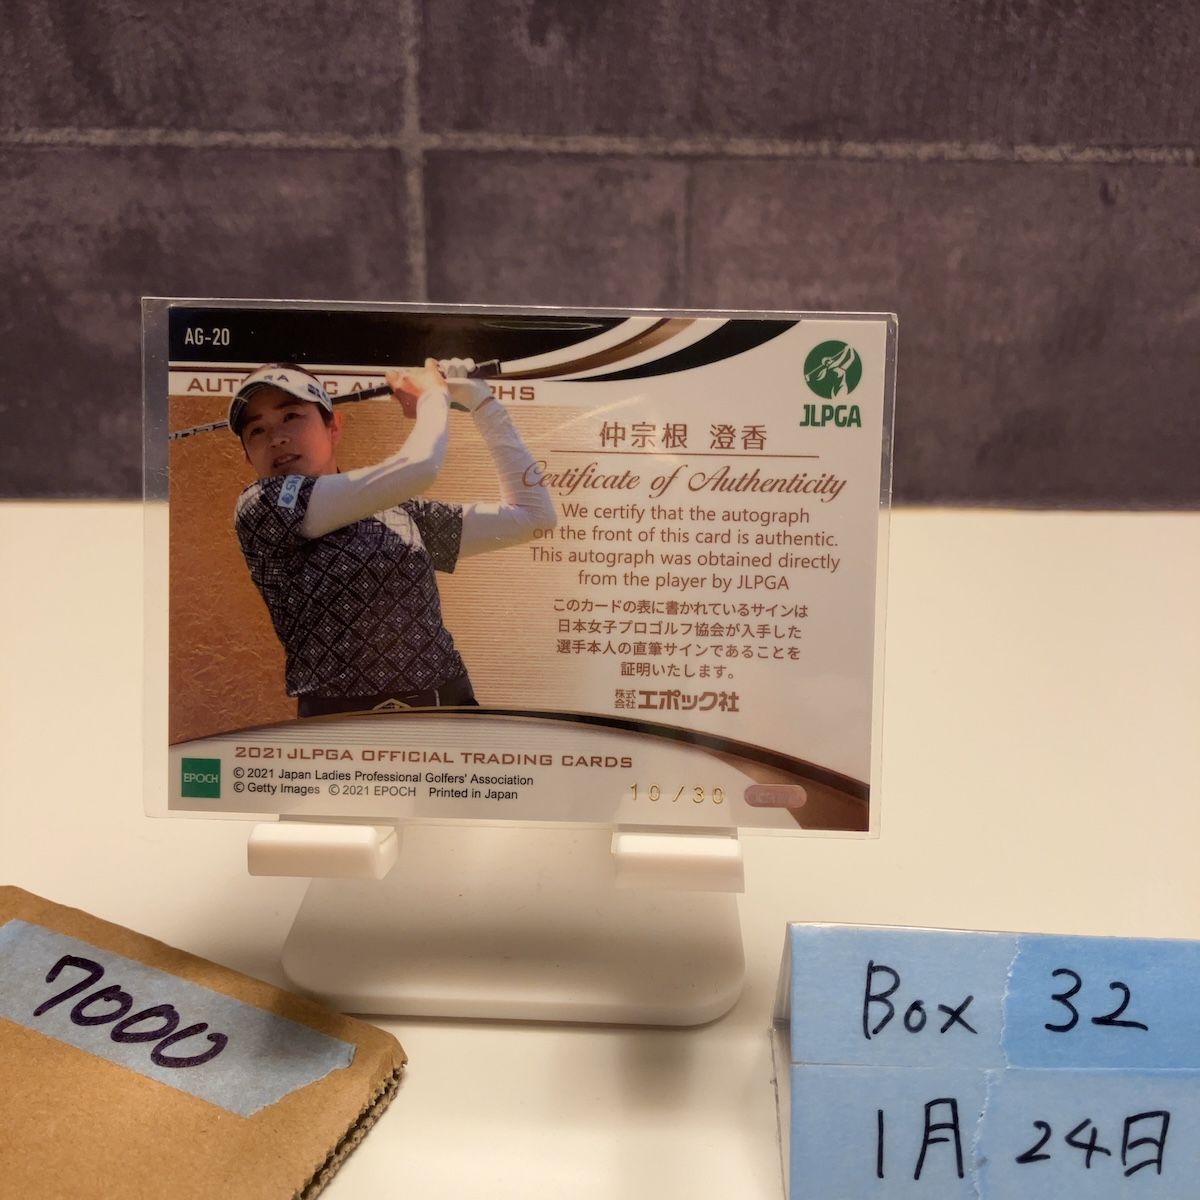 AG-20
AUTHENTIC AUTOGRAPHS
JLPGA
仲宗根 澄香
Certificate of Authenticity
We certify that the autograph
on the front of this card is authentic.
This autograph was obtained directly
from the player by JLPGA
このカードの表に書かれているサインは
日本女子プロゴルフ協会が入手した
選手本人の直筆サインであることを
証明いたします。
株式会社エポック社
2021 JLPGA OFFICIAL TRADING CARDS
EPOCH
© 2021 Japan Ladies Professional Golfers' Association
© Getty Images © 2021 EPOCH Printed in Japan
10/30
7000
Box 32
1月 24日